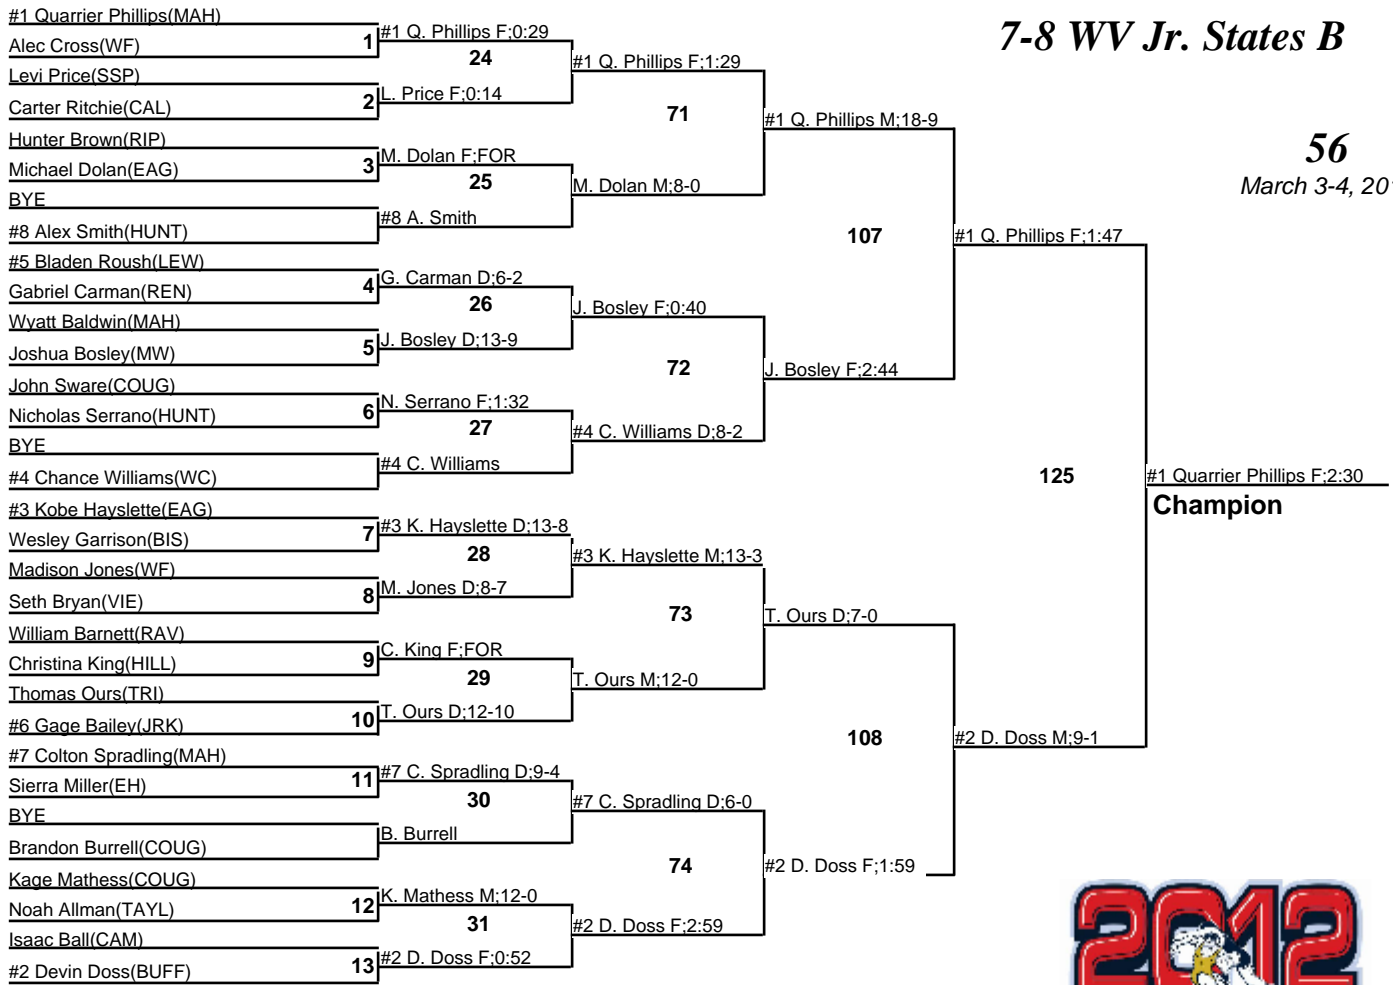 7-8 WV Jr. States B
56
March 3-4, 201
#1 Quarrier Phillips(MAH)
Alec Cross(WF)
Levi Price(SSP)
Carter Ritchie(CAL)
Hunter Brown(RIP)
Michael Dolan(EAG)
BYE
#8 Alex Smith(HUNT)
#5 Bladen Roush(LEW)
Gabriel Carman(REN)
Wyatt Baldwin(MAH)
Joshua Bosley(MW)
John Sware(COUG)
Nicholas Serrano(HUNT)
BYE
#4 Chance Williams(WC)
#3 Kobe Hayslette(EAG)
Wesley Garrison(BIS)
Madison Jones(WF)
Seth Bryan(VIE)
William Barnett(RAV)
Christina King(HILL)
Thomas Ours(TRI)
#6 Gage Bailey(JRK)
#7 Colton Spradling(MAH)
Sierra Miller(EH)
BYE
Brandon Burrell(COUG)
Kage Mathess(COUG)
Noah Allman(TAYL)
Isaac Ball(CAM)
#2 Devin Doss(BUFF)
1
2
3
4
5
6
7
8
9
10
11
12
13
#1 Q. Phillips F;0:29
L. Price F;0:14
M. Dolan F;FOR
#8 A. Smith
G. Carman D;6-2
J. Bosley D;13-9
N. Serrano F;1:32
#4 C. Williams
#3 K. Hayslette D;13-8
M. Jones D;8-7
C. King F;FOR
T. Ours D;12-10
#7 C. Spradling D;9-4
B. Burrell
K. Mathess M;12-0
#2 D. Doss F;0:52
24
25
26
27
28
29
30
31
#1 Q. Phillips F;1:29
M. Dolan M;8-0
J. Bosley F;0:40
#4 C. Williams D;8-2
#3 K. Hayslette M;13-3
T. Ours M;12-0
#7 C. Spradling D;6-0
#2 D. Doss F;2:59
71
72
73
74
#1 Q. Phillips M;18-9
J. Bosley F;2:44
T. Ours D;7-0
#2 D. Doss F;1:59
107
108
#1 Q. Phillips F;1:47
#2 D. Doss M;9-1
125
#1 Quarrier Phillips F;2:30
Champion
2012